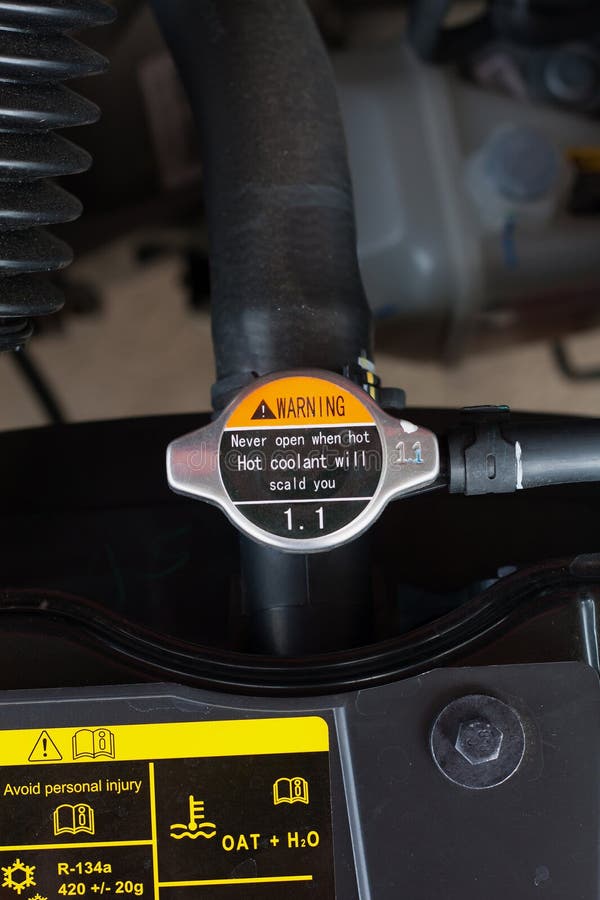 WARNING
Never open when hot
Hot coolant will
scald you
1.1
1.1
Avoid personal injury
OAT + H₂O
R-134a
420 +/- 20g
dreamstime